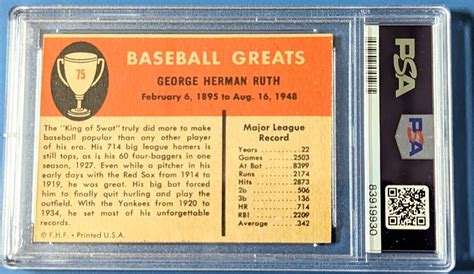 75
BASEBALL GREATS
GEORGE HERMAN RUTH
February 6, 1895 to Aug. 16, 1948
The "King of Swat" truly did more to make
baseball popular than any other player
of his era. His 714 big league homers is
still tops, as is his 60 four-baggers in one
season, 1927. Even while a pitcher in his
early days with the Red Sox from 1914 to
1919, he was great. His big bat forced
him to finally quit hurling and play the
outfield. With the Yankees from 1920 to
1934, he set most of his unforgettable
records.
© F.H.F. • Printed U.S.A.
Major League
Record
Years 22
Games 2503
At Bat 8399
Runs 2174
Hits 2873
2b 506
3b 136
HR 714
RBI 2209
Average .342
PSA
PSA
83919930